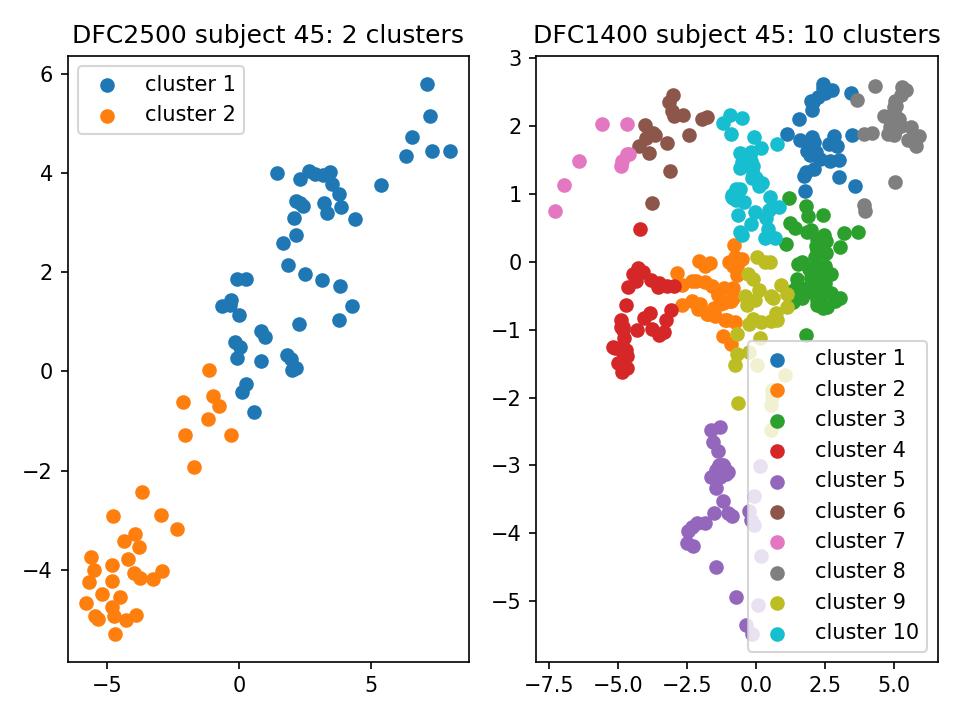 DFC2500 subject 45: 2 clusters
cluster 1
cluster 2
6
4
2
0
−2
−4
−5
0
5
DFC1400 subject 45: 10 clusters
3
2
1
0
−1
−2
−3
−4
−5
cluster 1
cluster 2
cluster 3
cluster 4
cluster 5
cluster 6
cluster 7
cluster 8
cluster 9
cluster 10
−7.5
−5.0
−2.5
0.0
2.5
5.0